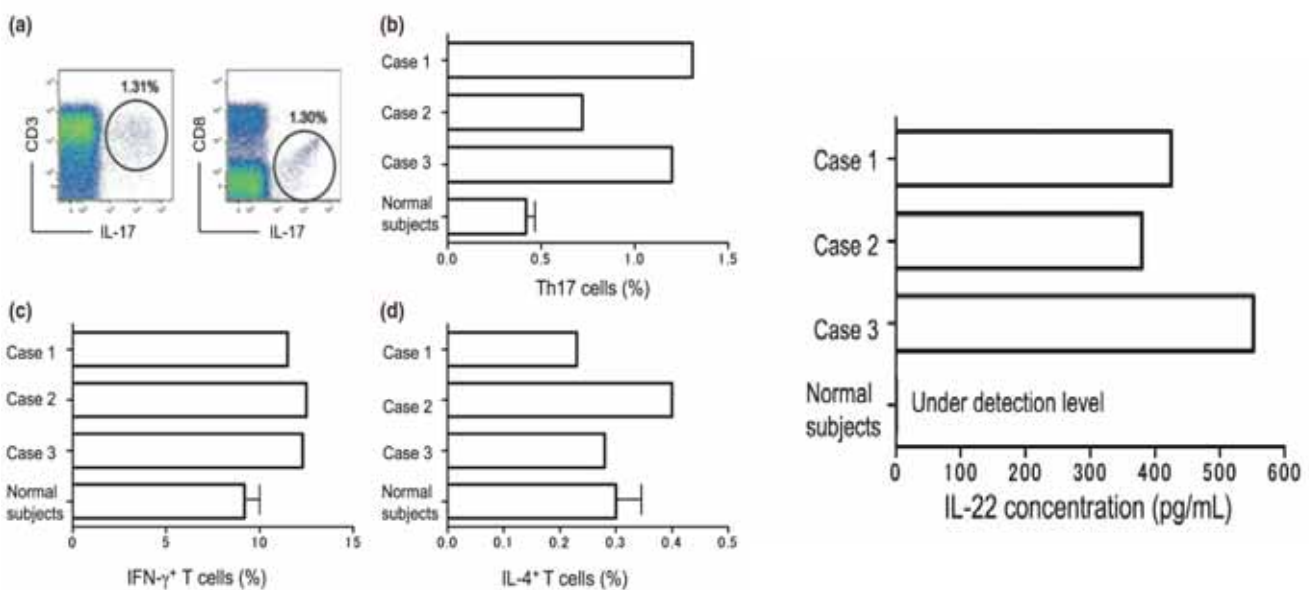 (a)
1.31%
CD3
IL-17
1.30%
CD8
IL-17
(b)
Case 1
Case 2
Case 3
Normal
subjects
0.0 0.5 1.0 1.5
Th17 cells (%)
(c)
Case 1
Case 2
Case 3
Normal
subjects
0 5 10 15
IFN-γ⁺ T cells (%)
(d)
Case 1
Case 2
Case 3
Normal
subjects
0.0 0.1 0.2 0.3 0.4 0.5
IL-4⁺ T cells (%)
Case 1
Case 2
Case 3
Normal
subjects
Under detection level
0 100 200 300 400 500 600
IL-22 concentration (pg/mL)